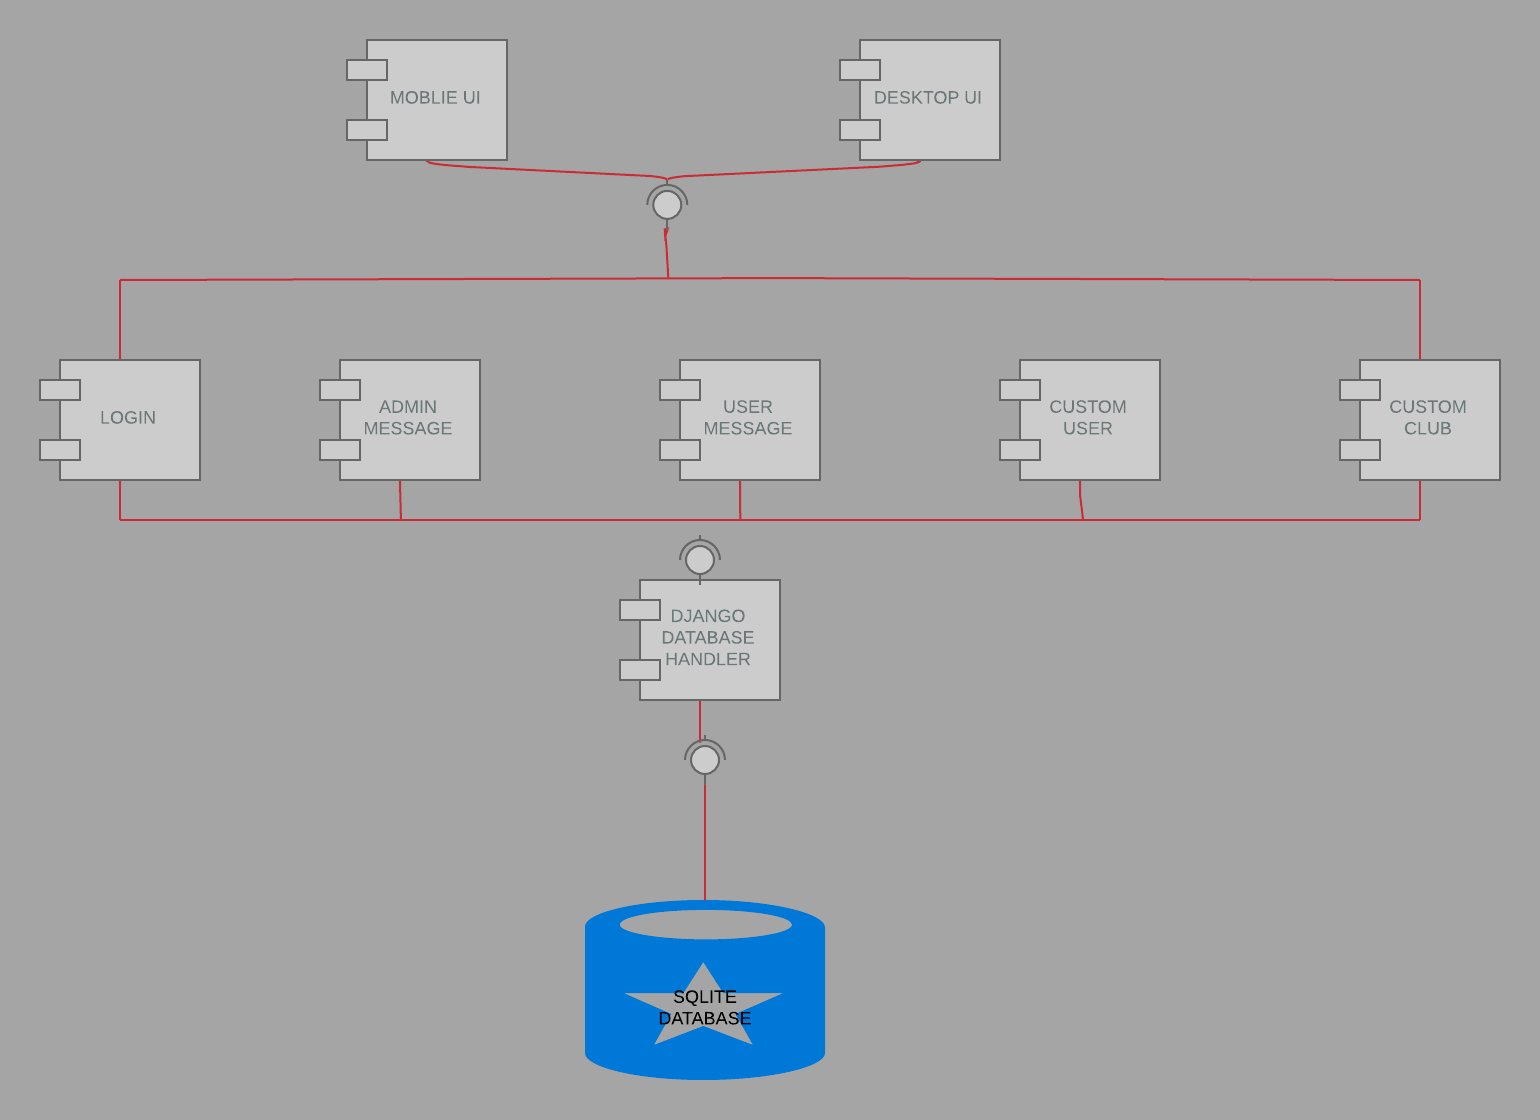 MOBLIE UI
DESKTOP UI
LOGIN
ADMIN
MESSAGE
USER
MESSAGE
CUSTOM
USER
CUSTOM
CLUB
DJANGO
DATABASE
HANDLER
SQLITE
DATABASE